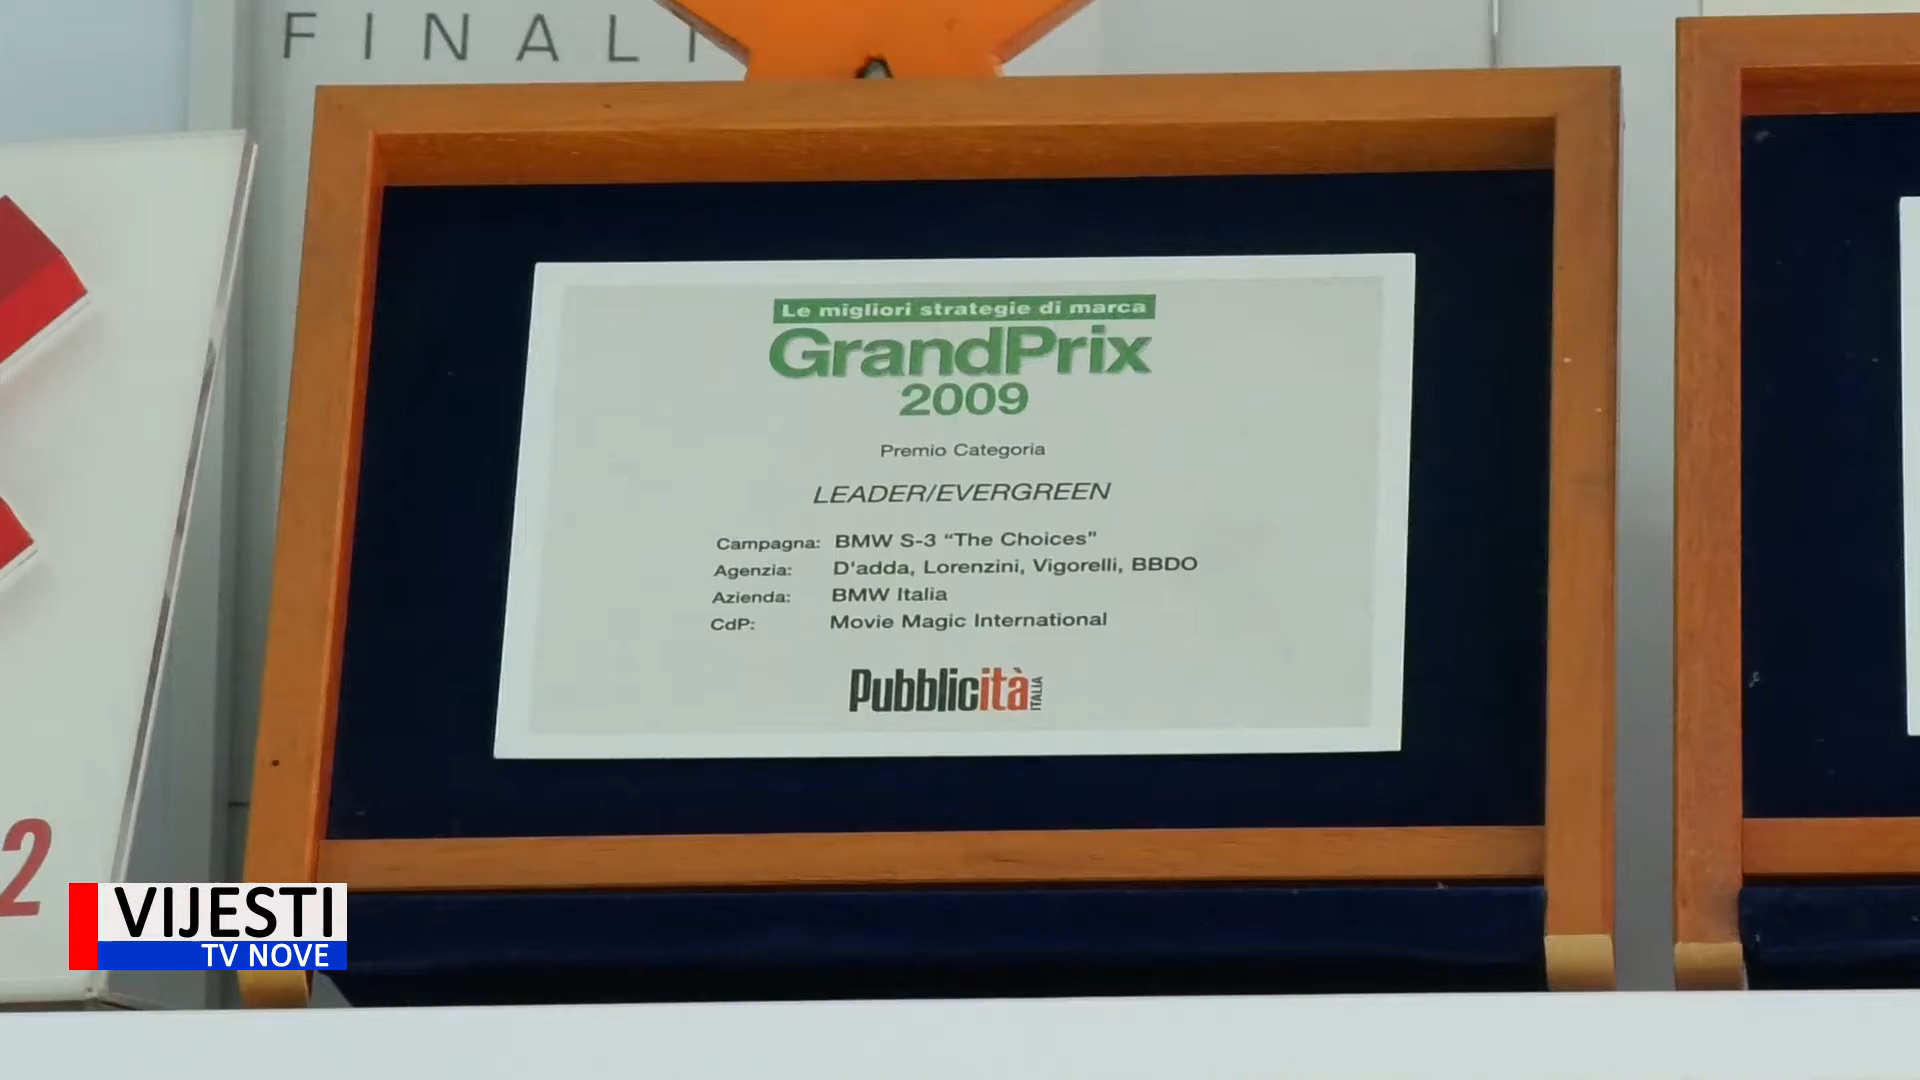 FINALI
Le migliori strategie di marca
GrandPrix
2009
Premio Categoria
LEADER/EVERGREEN
Campagna: BMW S-3 “The Choices”
Agenzia: D'adda, Lorenzini, Vigorelli, BBDO
Azienda: BMW Italia
CdP: Movie Magic International
Pubblicità ITALIA
2
VIJESTI
TV NOVE